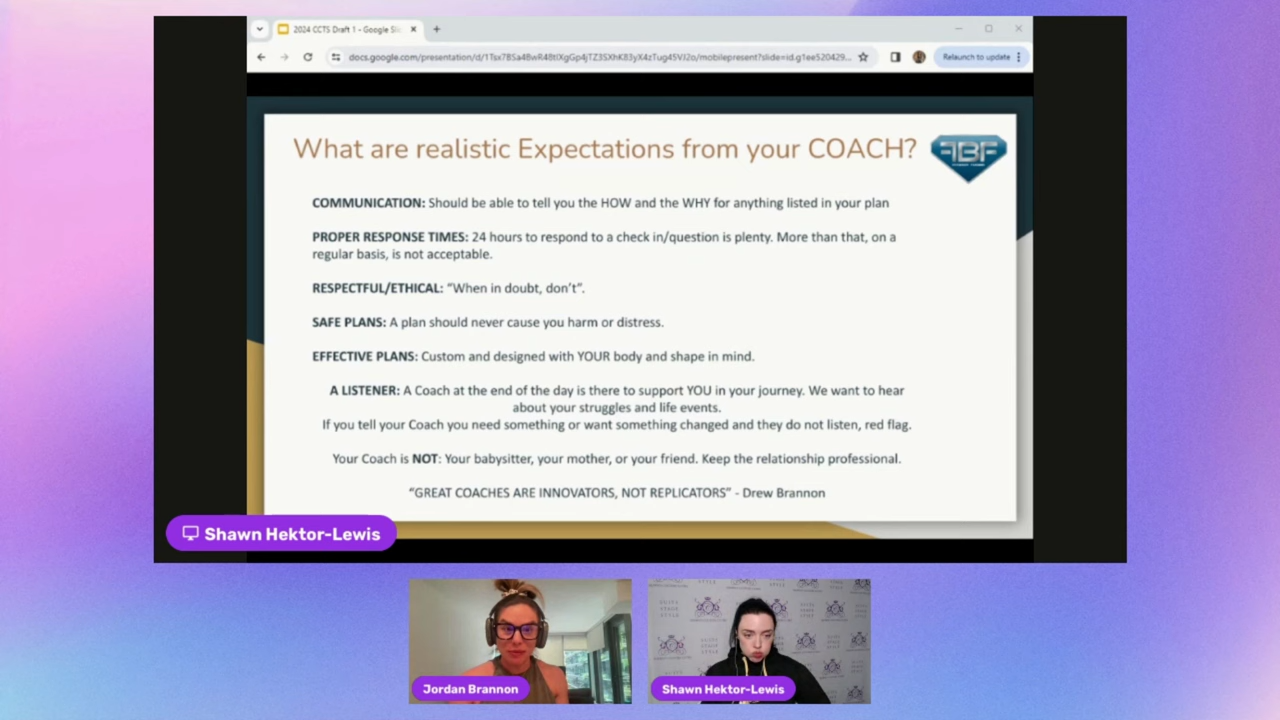 2024 CCTS Draft 1 - Google Sli
Relaunch to update
What are realistic Expectations from your COACH?
FBF
COMMUNICATION: Should be able to tell you the HOW and the WHY for anything listed in your plan
PROPER RESPONSE TIMES: 24 hours to respond to a check in/question is plenty. More than that, on a
regular basis, is not acceptable.
RESPECTFUL/ETHICAL: “When in doubt, don’t”.
SAFE PLANS: A plan should never cause you harm or distress.
EFFECTIVE PLANS: Custom and designed with YOUR body and shape in mind.
A LISTENER: A Coach at the end of the day is there to support YOU in your journey. We want to hear
about your struggles and life events.
If you tell your Coach you need something or want something changed and they do not listen, red flag.
Your Coach is NOT: Your babysitter, your mother, or your friend. Keep the relationship professional.
“GREAT COACHES ARE INNOVATORS, NOT REPLICATORS” - Drew Brannon
Shawn Hektor-Lewis
Jordan Brannon
Shawn Hektor-Lewis